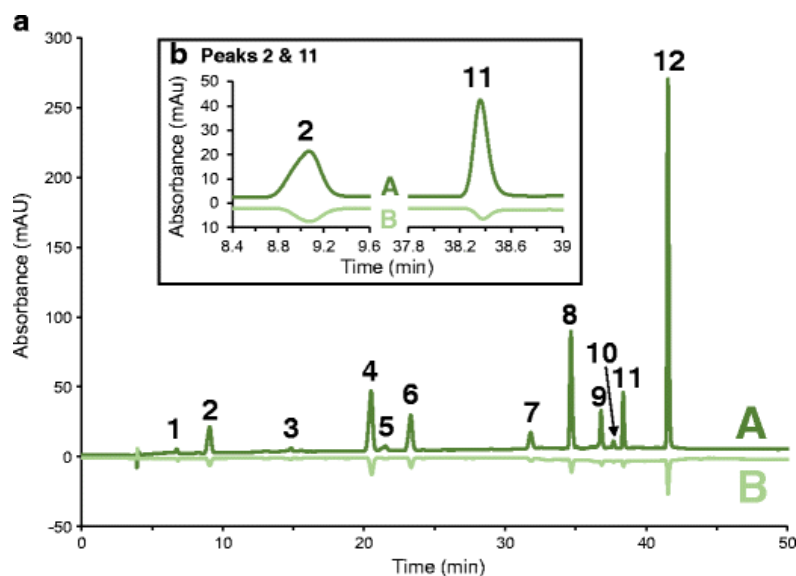 a
b Peaks 2 & 11
Absorbance (mAu)
50
40
30
20
10
0
10
2
11
A
B
8.4 8.8 9.2 9.6 37.8 38.2 38.6 39
Time (min)
Absorbance (mAU)
300
250
200
150
100
50
0
-50
1 2 3 4 5 6 7 8 9 10 11 12
A
B
0 10 20 30 40 50
Time (min)